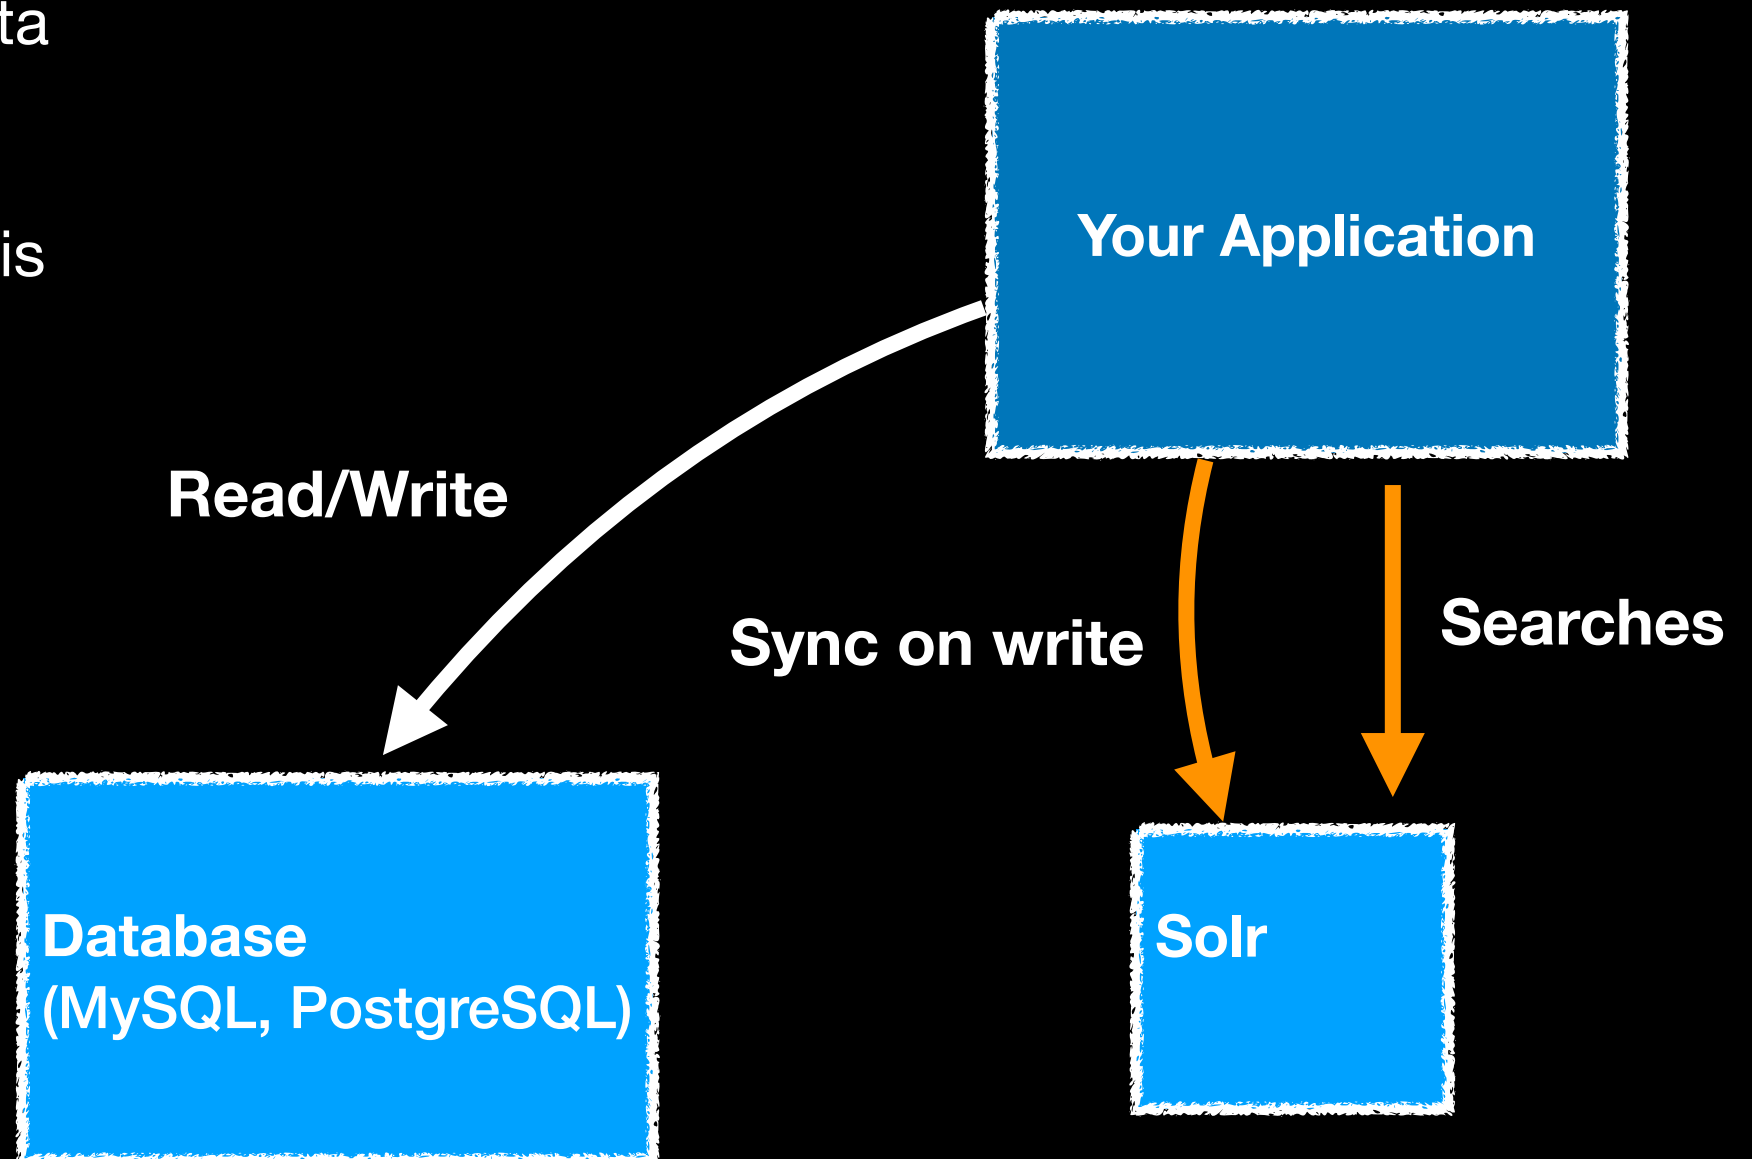 ta
is
Your Application
Read/Write
Sync on write
Searches
Database
(MySQL, PostgreSQL)
Solr